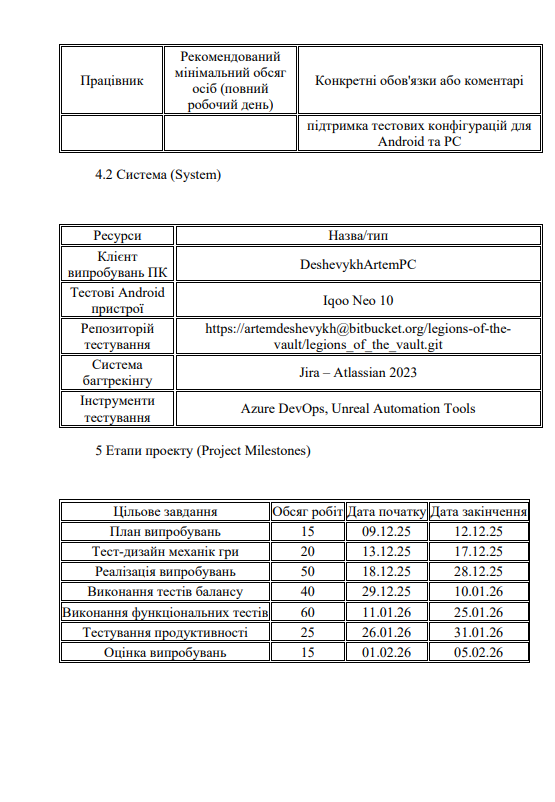 Працівник
Рекомендований
мінімальний обсяг
осіб (повний
робочий день)
Конкретні обов'язки або коментарі
підтримка тестових конфігурацій для
Android та PC
4.2 Система (System)
Ресурси
Назва/тип
Клієнт
випробувань ПК
DeshevykhArtemPC
Тестові Android
пристрої
Iqoo Neo 10
Репозиторій
тестування
https://artemdeshevykh@bitbucket.org/legions-of-the-
vault/legions_of_the_vault.git
Система
багтрекінгу
Jira – Atlassian 2023
Інструменти
тестування
Azure DevOps, Unreal Automation Tools
5 Етапи проекту (Project Milestones)
Цільове завдання Обсяг робіт Дата початку Дата закінчення
План випробувань 15 09.12.25 12.12.25
Тест-дизайн механік гри 20 13.12.25 17.12.25
Реалізація випробувань 50 18.12.25 28.12.25
Виконання тестів балансу 40 29.12.25 10.01.26
Виконання функціональних тестів 60 11.01.26 25.01.26
Тестування продуктивності 25 26.01.26 31.01.26
Оцінка випробувань 15 01.02.26 05.02.26